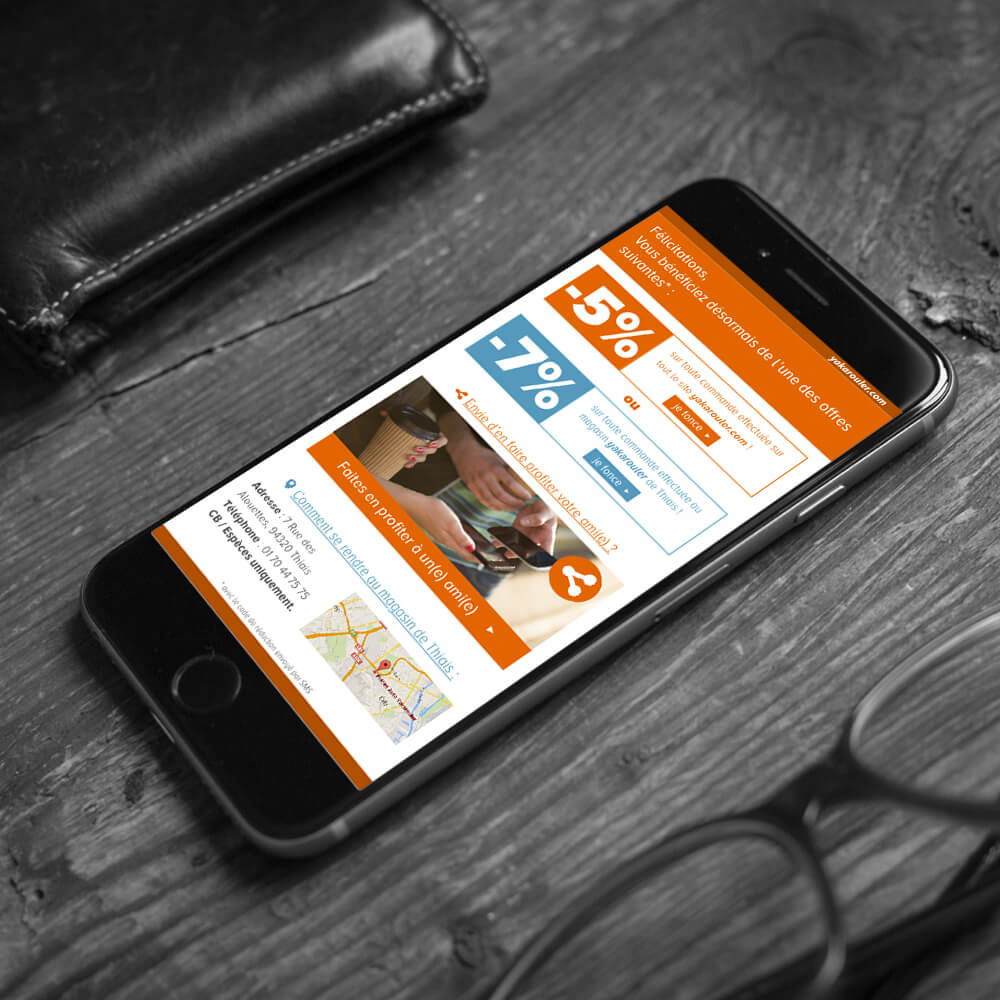 yakarouler.com
Félicitations,
Vous bénéficiez désormais de l'une des offres
suivantes* :
-5%
sur toute commande effectuée sur
tout le site yakarouler.com !
je fonce ▸
ou
-7%
sur toute commande effectuée au
magasin yakarouler de Thiais !
je fonce ▸
Envie d'en faire profiter votre ami(e) ?
Faites en profiter à un(e) ami(e) ▸
Comment se rendre au magasin de Thiais :
Adresse : 7 Rue des
Alouettes, 94320 Thiais
Téléphone : 01 70 44 75 75
CB / Espèces uniquement.
* avec le code de réduction envoyé par SMS